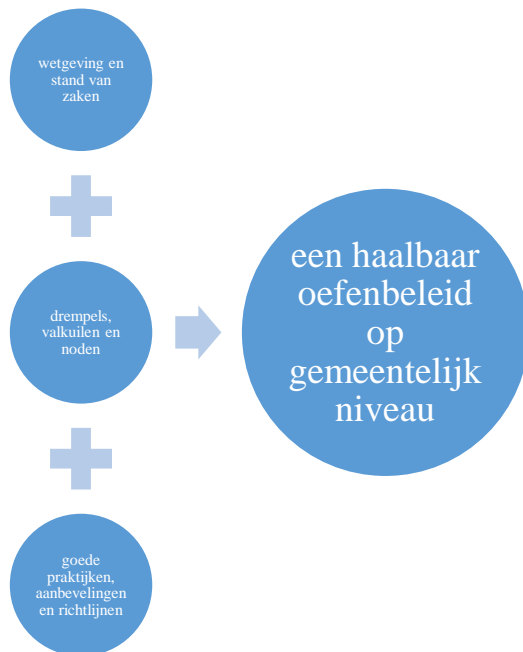 wetgeving en
stand van
zaken
drempels,
valkuilen en
noden
goede
praktijken,
aanbevelingen
en richtlijnen
een haalbaar
oefenbeleid
op
gemeentelijk
niveau